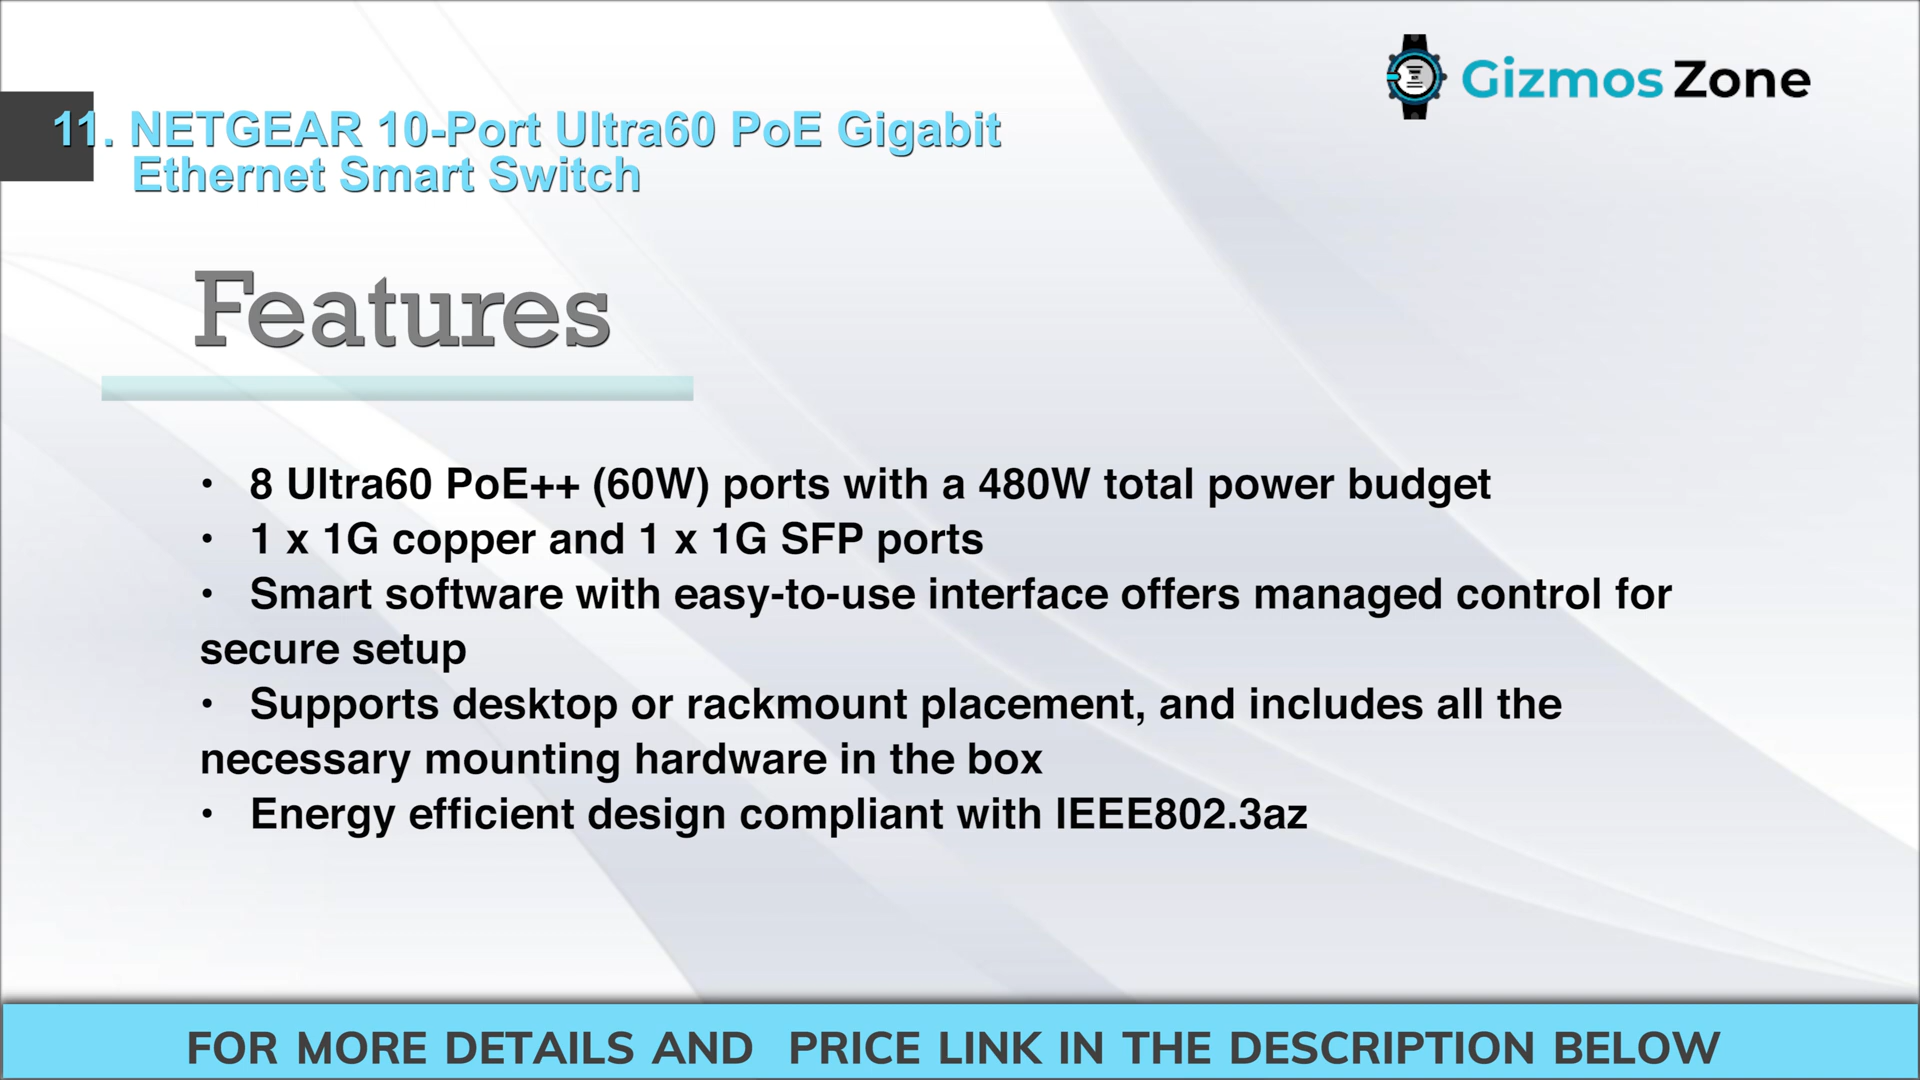 Gizmos Zone
11. NETGEAR 10-Port Ultra60 PoE Gigabit
Ethernet Smart Switch
Features
• 8 Ultra60 PoE++ (60W) ports with a 480W total power budget
• 1 x 1G copper and 1 x 1G SFP ports
• Smart software with easy-to-use interface offers managed control for
secure setup
• Supports desktop or rackmount placement, and includes all the
necessary mounting hardware in the box
• Energy efficient design compliant with IEEE802.3az
FOR MORE DETAILS AND PRICE LINK IN THE DESCRIPTION BELOW